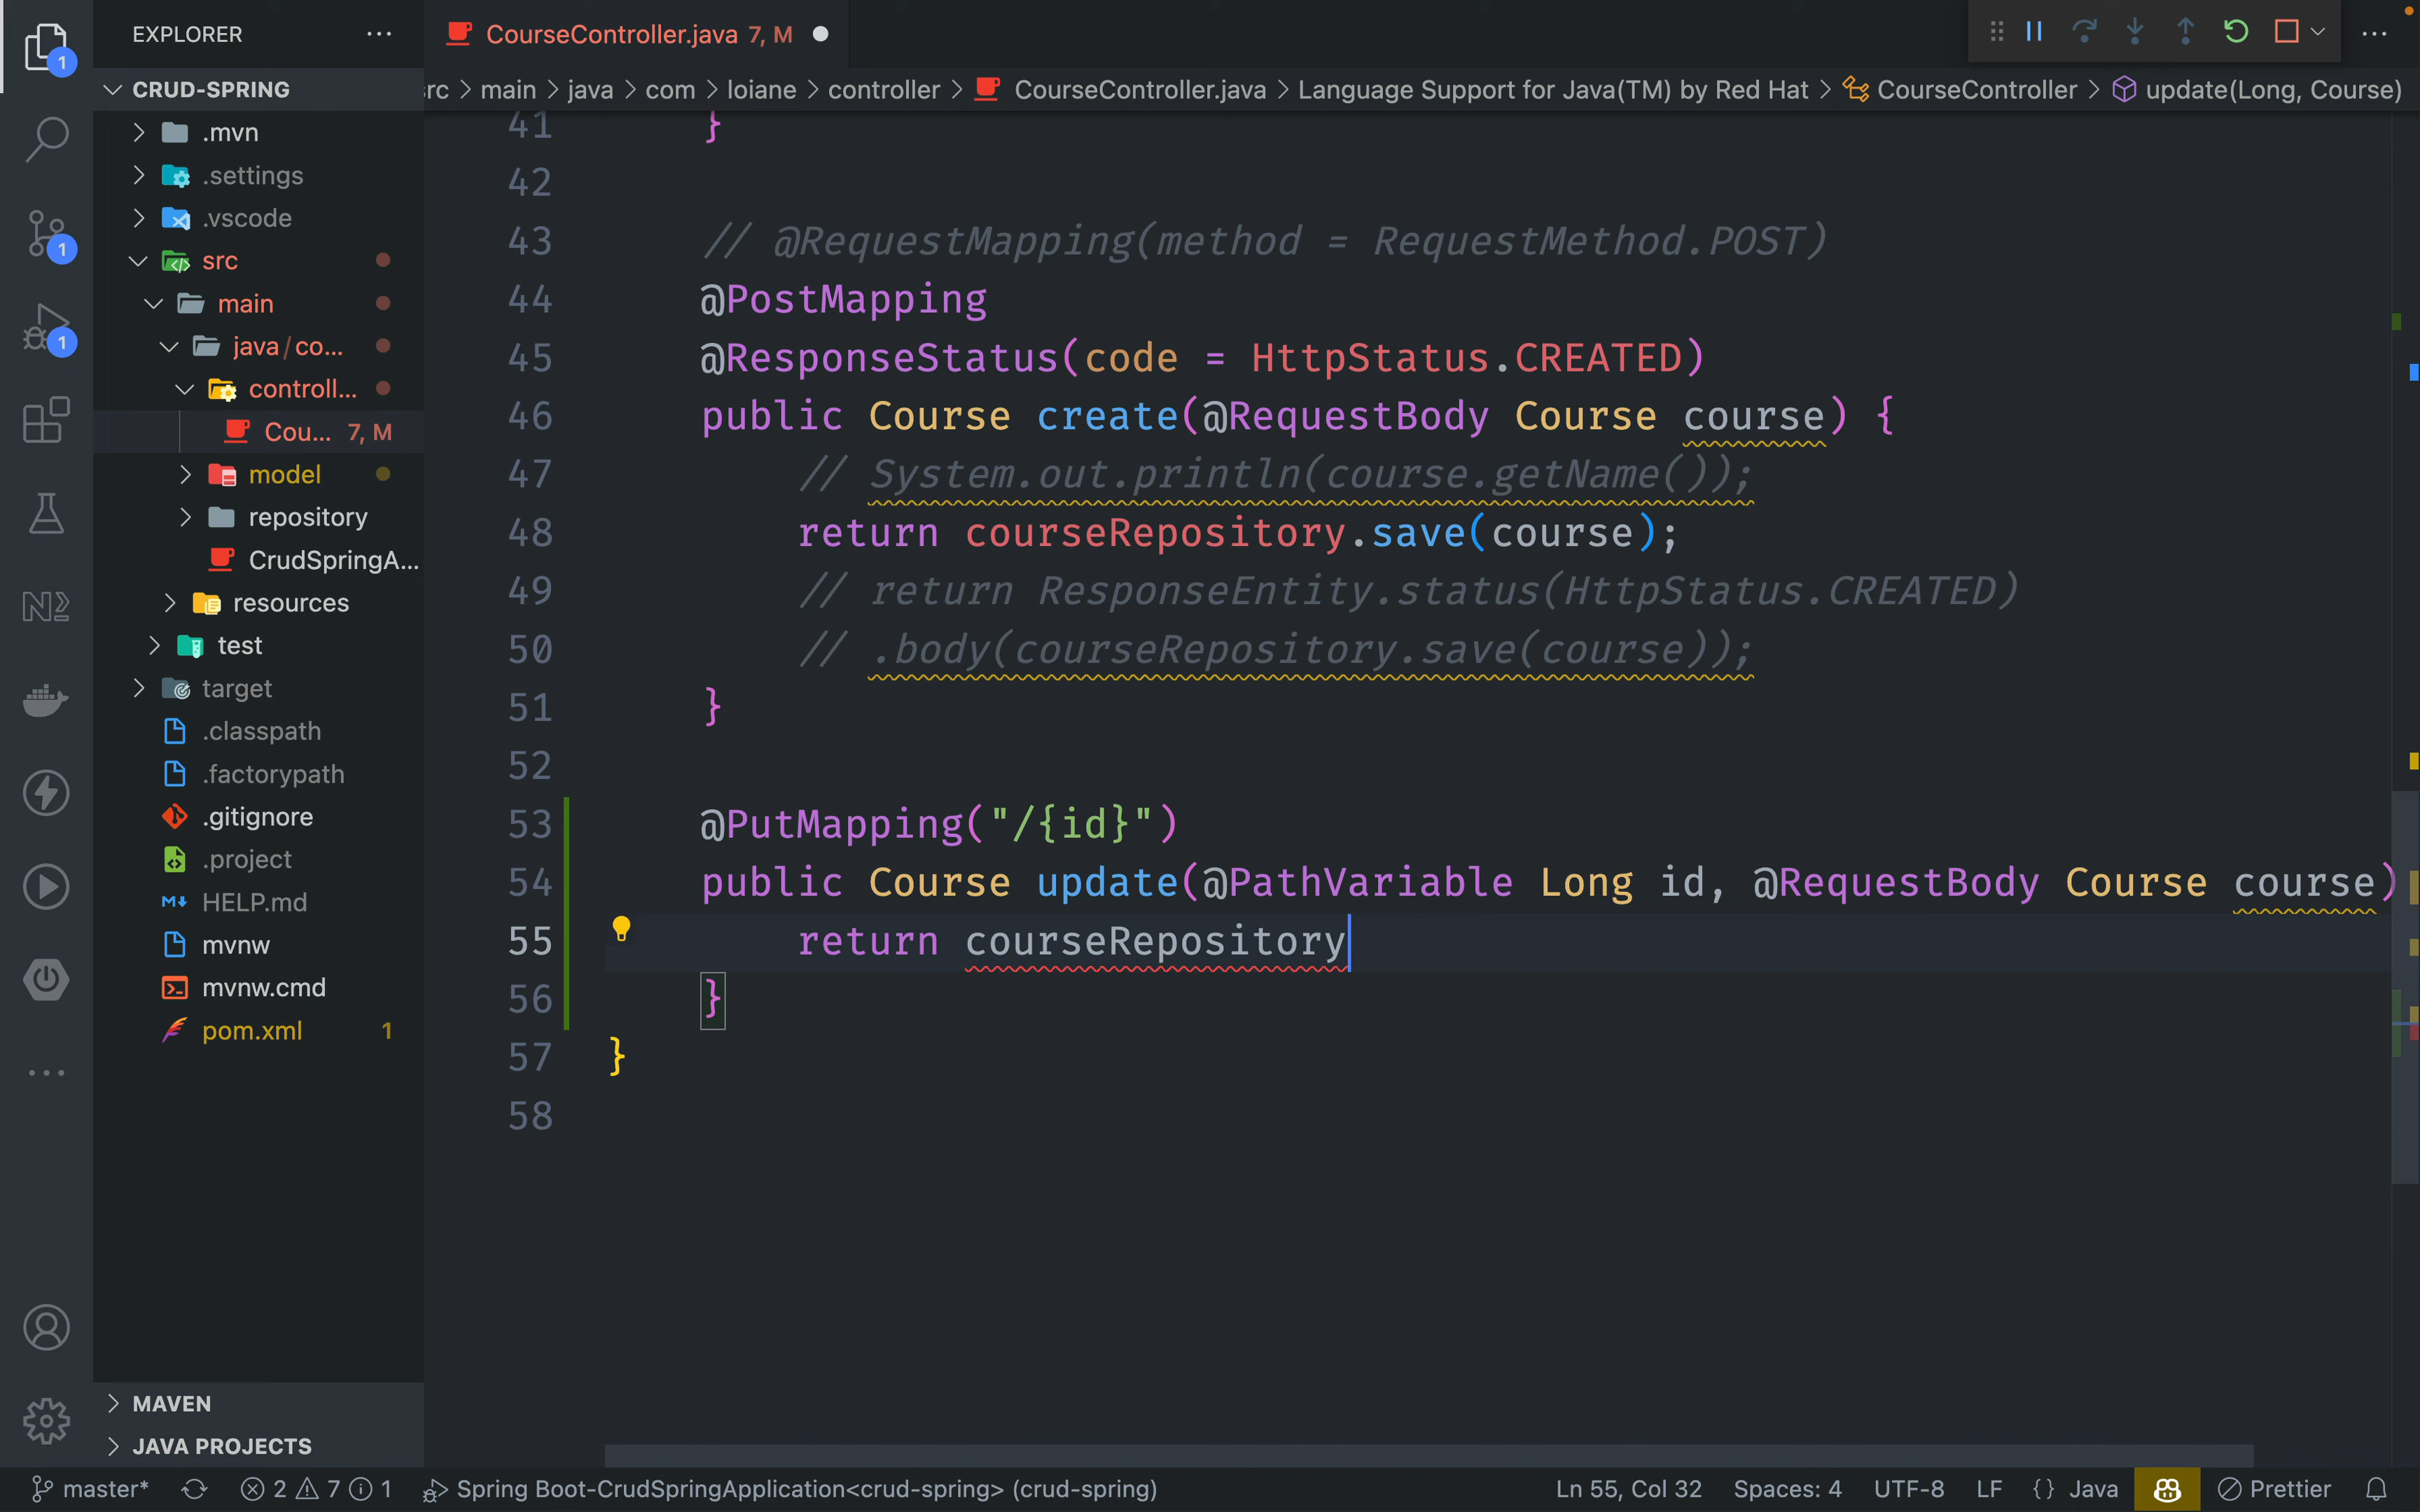 EXPLORER
CRUD-SPRING
.mvn
.settings
.vscode
src
main
java/co...
controll...
Cou... 7, M
model
repository
CrudSpringA...
resources
test
target
.classpath
.factorypath
.gitignore
.project
HELP.md
mvnw
mvnw.cmd
pom.xml 1
MAVEN
JAVA PROJECTS
1
1
1
CourseController.java 7, M
rc > main > java > com > loiane > controller > CourseController.java > Language Support for Java(TM) by Red Hat > CourseController > update(Long, Course)
41 }
42
43 // @RequestMapping(method = RequestMethod.POST)
44 @PostMapping
45 @ResponseStatus(code = HttpStatus.CREATED)
46 public Course create(@RequestBody Course course) {
47 // System.out.println(course.getName());
48 return courseRepository.save(course);
49 // return ResponseEntity.status(HttpStatus.CREATED)
50 // .body(courseRepository.save(course));
51 }
52
53 @PutMapping("/{id}")
54 public Course update(@PathVariable Long id, @RequestBody Course course)
55 return courseRepository
56 }
57 }
58
master* 2 7 1 Spring Boot-CrudSpringApplication<crud-spring> (crud-spring) Ln 55, Col 32 Spaces: 4 UTF-8 LF {} Java Prettier